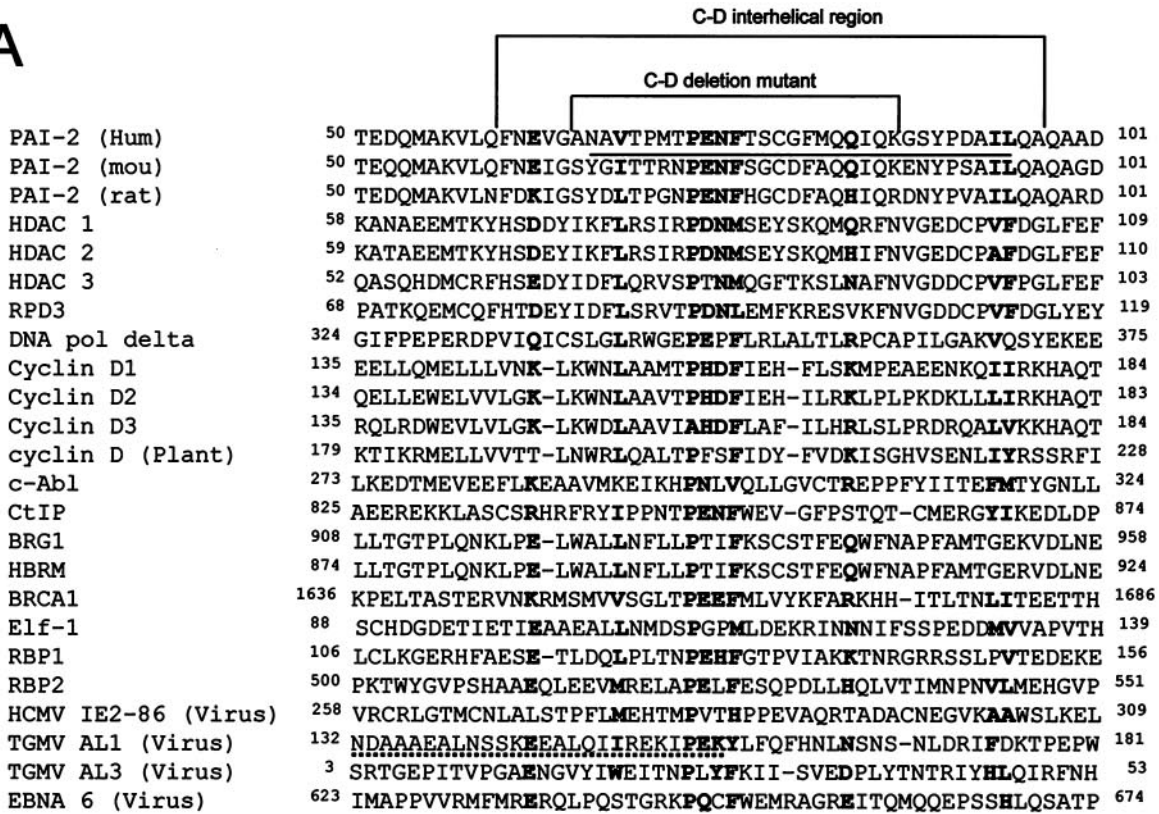 A
C-D interhelical region
C-D deletion mutant
PAI-2 (Hum) 50 TEDQMAKVLQFNEVGANAVTPMTPENFTSCGFMQQIQKGSYPDAILQAQAAD 101
PAI-2 (mou) 50 TEQQMAKVLQFNEIGSYGITTRNPENFSGCDFAQQIQKENYPSAILQAQAGD 101
PAI-2 (rat) 50 TEDQMAKVLNFDKIGSYDLTPGNPENFHGCDFAQHIQRDNYPVAILQAQARD 101
HDAC 1 58 KANAEEMTKYHSDDYIKFLRSIRPDNMSEYSKQMQRFNVGEDCPVFDGLFEF 109
HDAC 2 59 KATAEEMTKYHSDEYIKFLRSIRPDNMSEYSKQMHIFNVGEDCPAFDGLFEF 110
HDAC 3 52 QASQHDMCRFHSEDYIDFLQRVSPTNMQGFTKSLNAFNVGDDCPVFPGLFEF 103
RPD3 68 PATKQEMCQFHTDEYIDFLSRVTPDNLEMFKRESVKFNVGDDCPVFDGLYEY 119
DNA pol delta 324 GIFPEPERDPVIQICSLGLRWGEPEPFLRLALTLRPCAPILGAKVQSYEKEE 375
Cyclin D1 135 EELLQMELLLVNK-LKWNLAAMTPHDFIEH-FLSKMPEAEENKQIIRKHAQT 184
Cyclin D2 134 QELLEWELVVLGK-LKWNLAAVTPHDFIEH-ILRKLPLPKDKLLLIRKHAQT 183
Cyclin D3 135 RQLRDWEVLVLGK-LKWDLAAVIAHDFLAF-ILHRLSLPRDRQALVKKHAQT 184
cyclin D (Plant) 179 KTIKRMELLVVTT-LNWRLQALTPFSFIDY-FVDKISGHVSENLIYRSSRFI 228
c-Abl 273 LKEDTMEVEEFLKEAAVMKEIKHPNLVQLLGVCTREPPFYIITEFMTYGNLL 324
CtIP 825 AEEREKKLASCSRHRFRYIPPNTPENFWEV-GFPSTQT-CMERGYIKEDLDP 874
BRG1 908 LLTGTPLQNKLPE-LWALLNFLLPTIFKSCSTFEQWFNAPFAMTGEKVDLNE 958
HBRM 874 LLTGTPLQNKLPE-LWALLNFLLPTIFKSCSTFEQWFNAPFAMTGERVDLNE 924
BRCA1 1636 KPELTASTERVNKRMSMVVSGLTPEEFMLVYKFARKHH-ITLTNLITEETTH 1686
Elf-1 88 SCHDGDETIETIEAAEALLNMDSPGPMLDEKRINNNIFSSPEDDMVVAPVTH 139
RBP1 106 LCLKGERHFAESE-TLDQLPLTNPEHFGTPVIAKKTNRGRRSSLPVTEDEKE 156
RBP2 500 PKTWYGVPSHAAEQLEEVMRELAPELFESQPDLLHQLVTIMNPNVLMEHGVP 551
HCMV IE2-86 (Virus) 258 VRCRLGTMCNLALSTPFLMEHTMPVTHPPEVAQRTADACNEGVKAAWSLKEL 309
TGMV AL1 (Virus) 132 NDAAAEALNSSKEEALQIIREKIPEKYLFQFHNLNSNS-NLDRIFDKTPEPW 181
TGMV AL3 (Virus) 3 SRTGEPITVPGAENGVYIWEITNPLYFKII-SVEDPLYTNTRIYHLQIRFNH 53
EBNA 6 (Virus) 623 IMAPPVVRMFMRERQLPQSTGRKPQCFWEMRAGREITQMQQEPSSHLQSATP 674